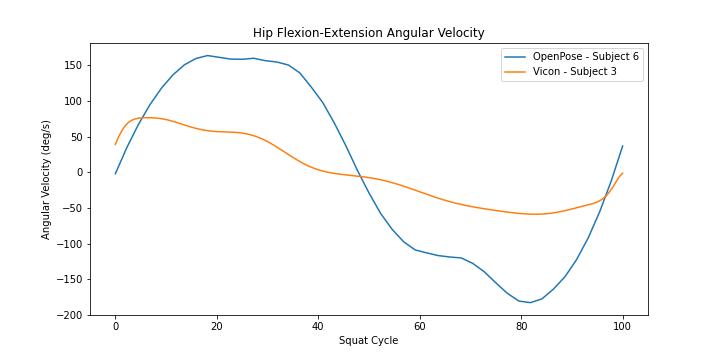 Hip Flexion-Extension Angular Velocity
OpenPose - Subject 6
Vicon - Subject 3
Angular Velocity (deg/s)
150
100
50
0
−50
−100
−150
−200
0
20
40
60
80
100
Squat Cycle